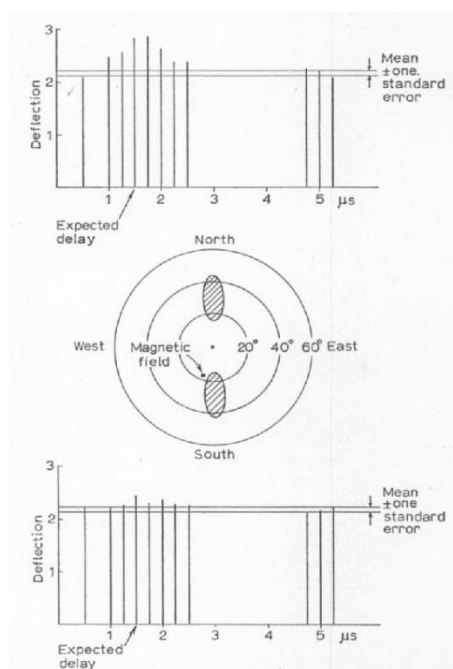 3
2
1
Deflection
Mean
±one.
standard
error
1
2
3
4
5
μs
Expected
delay
North
West
Magnetic
field
20°
40°
60°
East
South
3
2
1
Deflection
Mean
±one
standard
error
1
2
3
4
5
μs
Expected
delay